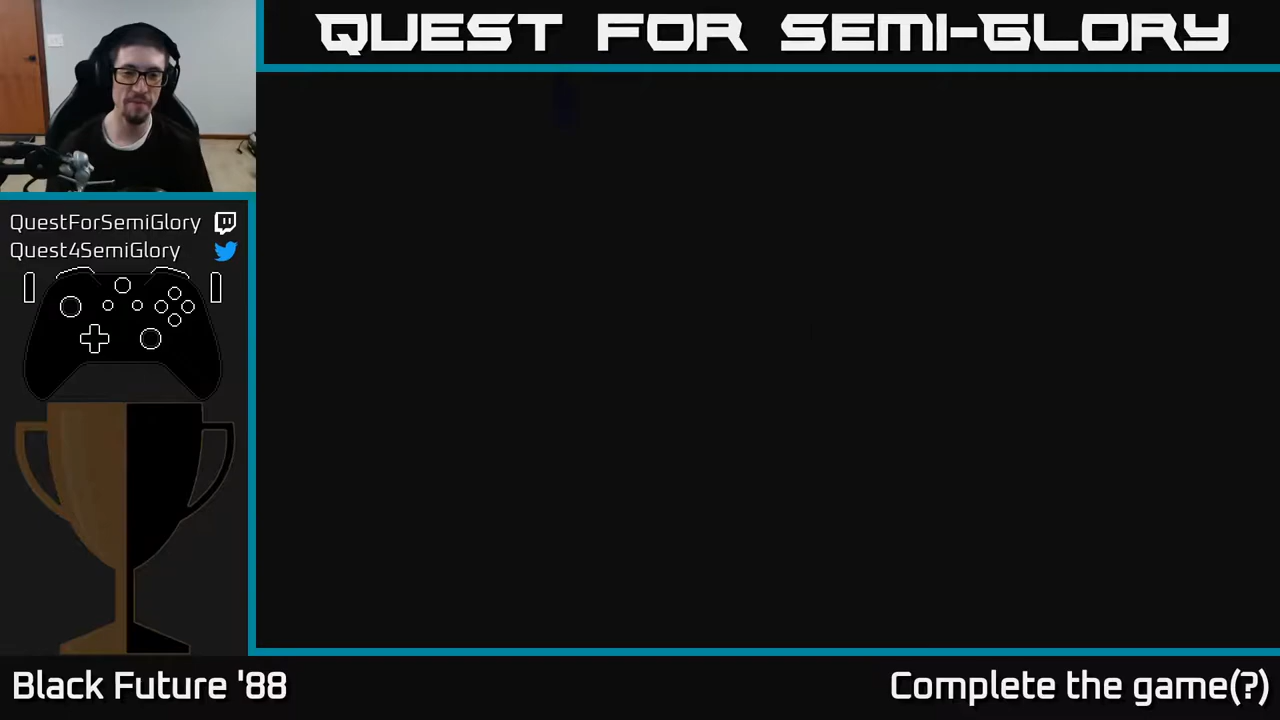 QUEST FOR SEMI-GLORY
QuestForSemiGlory
Quest4SemiGlory
Black Future '88
Complete the game(?)